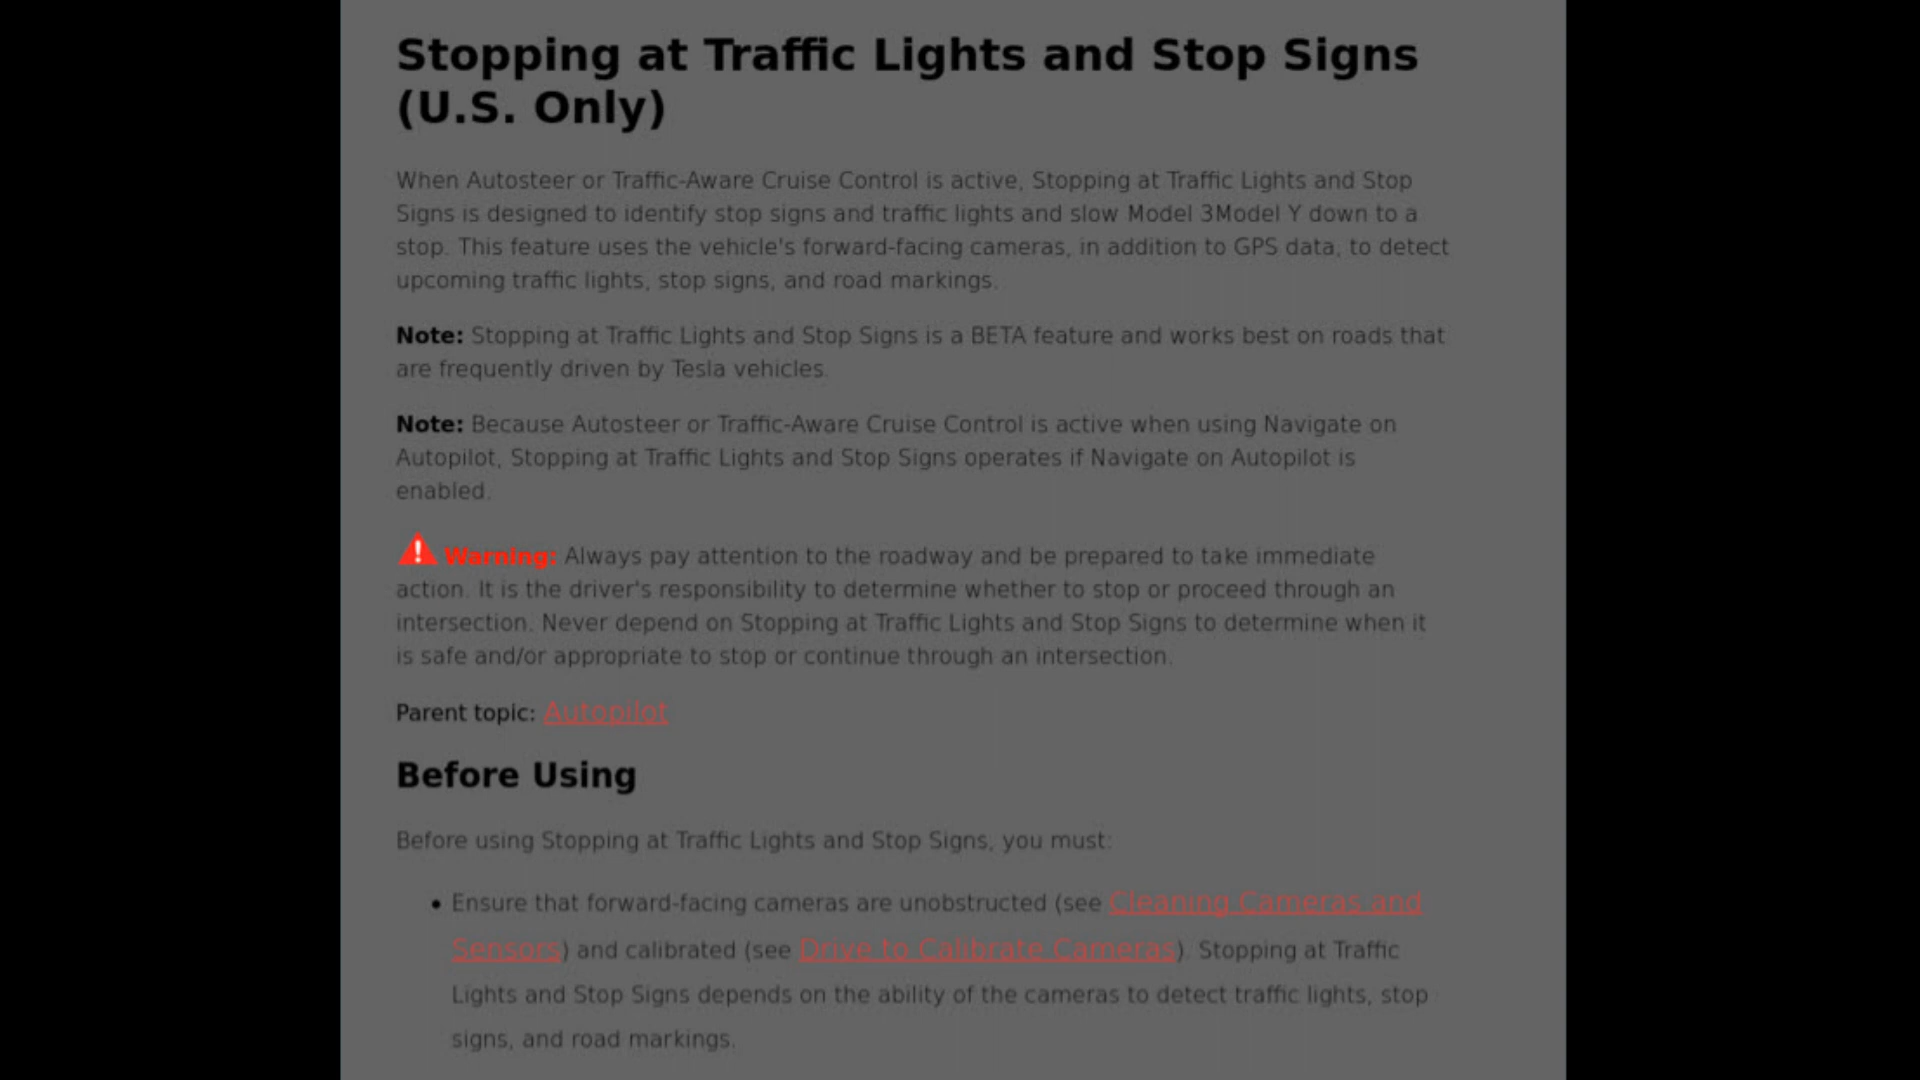 Stopping at Traffic Lights and Stop Signs
(U.S. Only)
When Autosteer or Traffic-Aware Cruise Control is active, Stopping at Traffic Lights and Stop
Signs is designed to identify stop signs and traffic lights and slow Model 3Model Y down to a
stop. This feature uses the vehicle's forward-facing cameras, in addition to GPS data, to detect
upcoming traffic lights, stop signs, and road markings.
Note: Stopping at Traffic Lights and Stop Signs is a BETA feature and works best on roads that
are frequently driven by Tesla vehicles.
Note: Because Autosteer or Traffic-Aware Cruise Control is active when using Navigate on
Autopilot, Stopping at Traffic Lights and Stop Signs operates if Navigate on Autopilot is
enabled.
Warning: Always pay attention to the roadway and be prepared to take immediate
action. It is the driver's responsibility to determine whether to stop or proceed through an
intersection. Never depend on Stopping at Traffic Lights and Stop Signs to determine when it
is safe and/or appropriate to stop or continue through an intersection.
Parent topic: Autopilot
Before Using
Before using Stopping at Traffic Lights and Stop Signs, you must:
• Ensure that forward-facing cameras are unobstructed (see Cleaning Cameras and
Sensors) and calibrated (see Drive to Calibrate Cameras). Stopping at Traffic
Lights and Stop Signs depends on the ability of the cameras to detect traffic lights, stop
signs, and road markings.